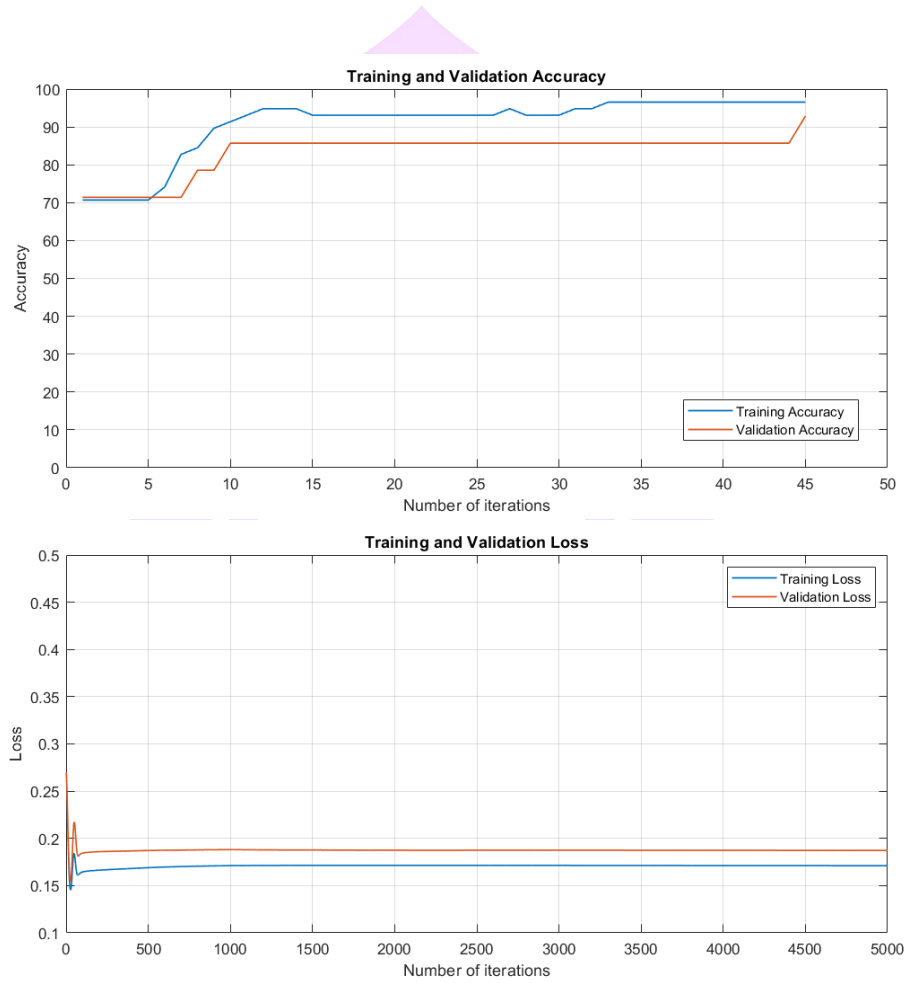 Training and Validation Accuracy
100
90
80
70
60
50
40
30
20
10
0
Accuracy
Training Accuracy
Validation Accuracy
0 5 10 15 20 25 30 35 40 45 50
Number of iterations
Training and Validation Loss
0.5
0.45
0.4
0.35
0.3
0.25
0.2
0.15
0.1
Loss
Training Loss
Validation Loss
0 500 1000 1500 2000 2500 3000 3500 4000 4500 5000
Number of iterations